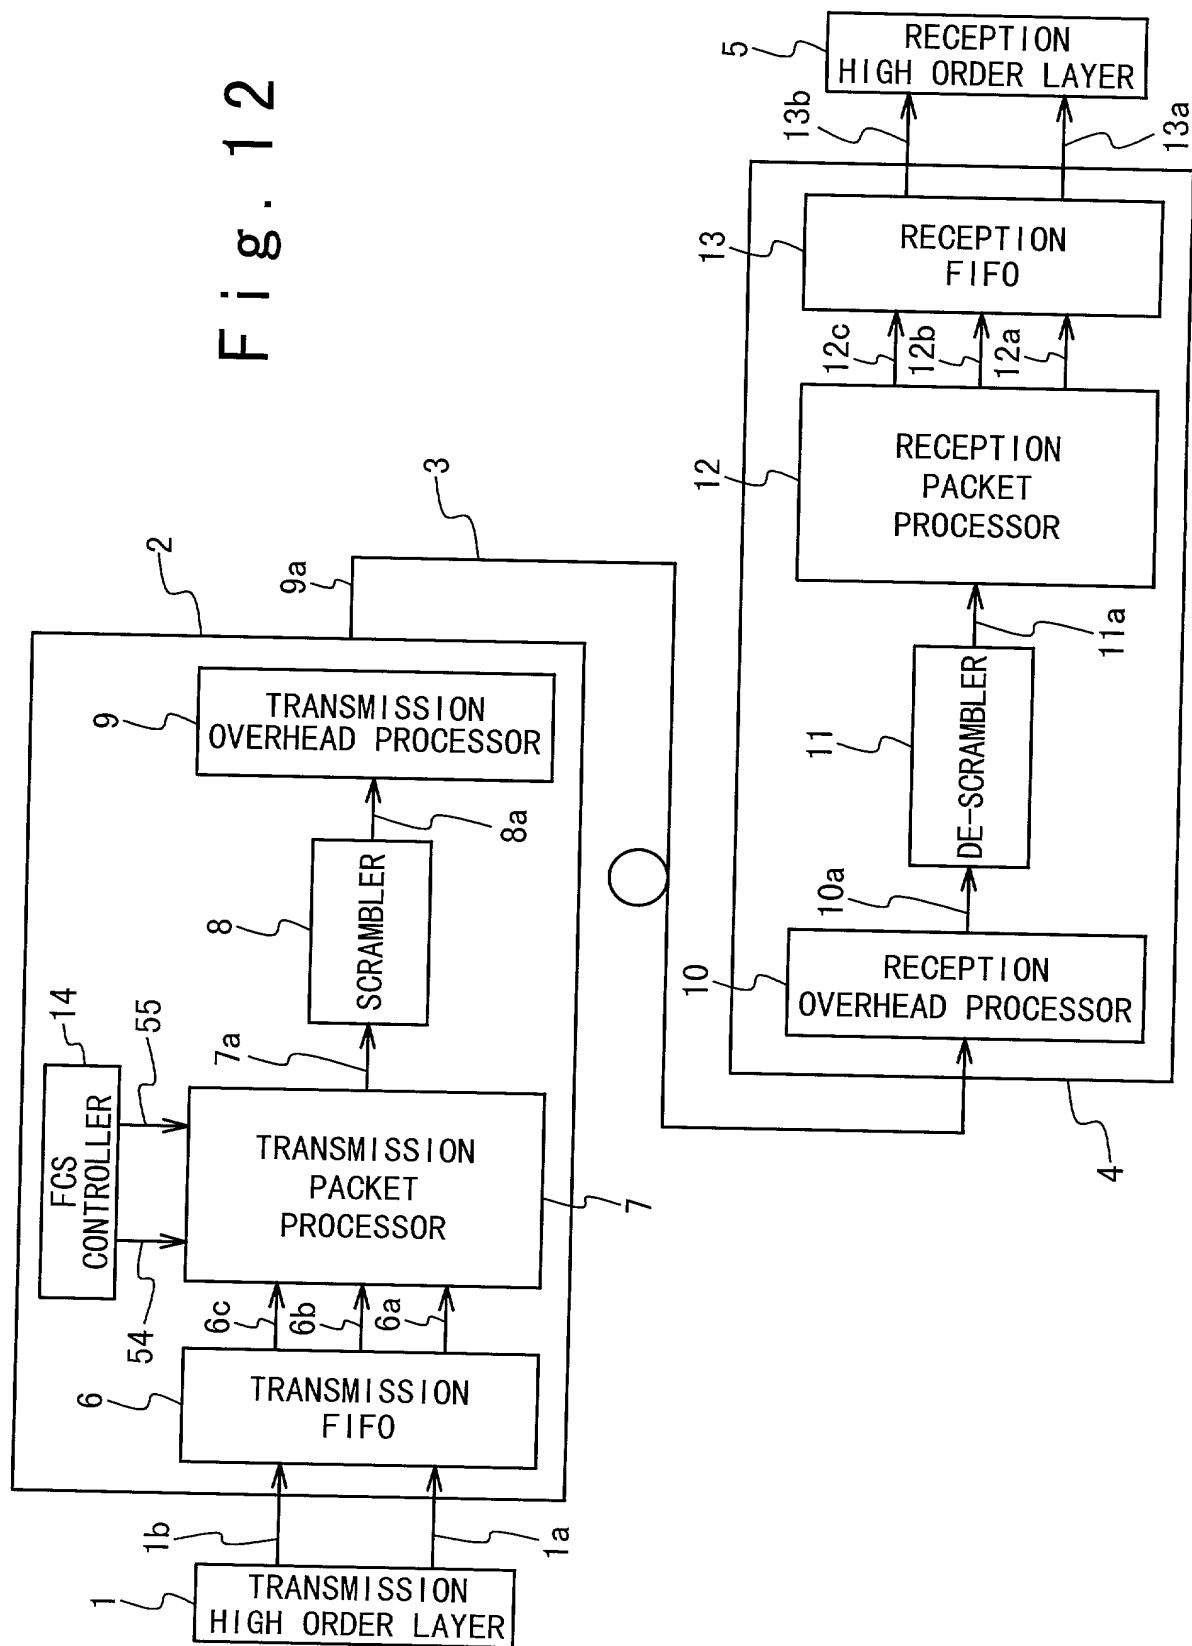 Fig. 12
1
TRANSMISSION
HIGH ORDER LAYER
1b
1a
2
6
TRANSMISSION
FIFO
6c
6b
6a
FCS
CONTROLLER
14
54
55
TRANSMISSION
PACKET
PROCESSOR
7
7a
8
SCRAMBLER
8a
9
TRANSMISSION
OVERHEAD PROCESSOR
9a
3
4
10
RECEPTION
OVERHEAD PROCESSOR
10a
11
DE-SCRAMBLER
11a
12
RECEPTION
PACKET
PROCESSOR
12c
12b
12a
13
RECEPTION
FIFO
13b
13a
5
RECEPTION
HIGH ORDER LAYER